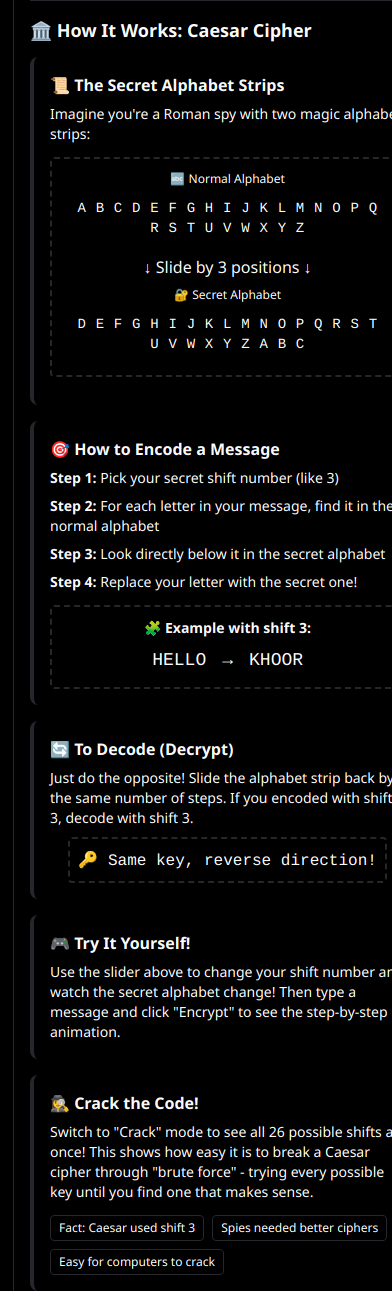 🏛️ How It Works: Caesar Cipher
📜 The Secret Alphabet Strips
Imagine you're a Roman spy with two magic
strips:
🔤 Normal Alphabet
A B C D E F G H I J K L M N O P Q
R S T U V W X Y Z
↓ Slide by 3 positions ↓
🔐 Secret Alphabet
D E F G H I J K L M N O P Q R S T
U V W X Y Z A B C
🎯 How to Encode a Message
Step 1: Pick your secret shift number (like 3)
Step 2: For each letter in your message, find it in the
normal alphabet
Step 3: Look directly below it in the secret alphabet
Step 4: Replace your letter with the secret one!
🧩 Example with shift 3:
HELLO → KHOOR
🔄 To Decode (Decrypt)
Just do the opposite! Slide the alphabet strip back by
the same number of steps. If you encoded with shift
3, decode with shift 3.
🔑 Same key, reverse direction!
🎮 Try It Yourself!
Use the slider above to change your shift number
watch the secret alphabet change! Then type a
message and click "Encrypt" to see the step-by-step
animation.
🕵️ Crack the Code!
Switch to "Crack" mode to see all 26 possible shifts
once! This shows how easy it is to break a Caesar
cipher through "brute force" - trying every possible
key until you find one that makes sense.
Fact: Caesar used shift 3
Spies needed better ciphers
Easy for computers to crack